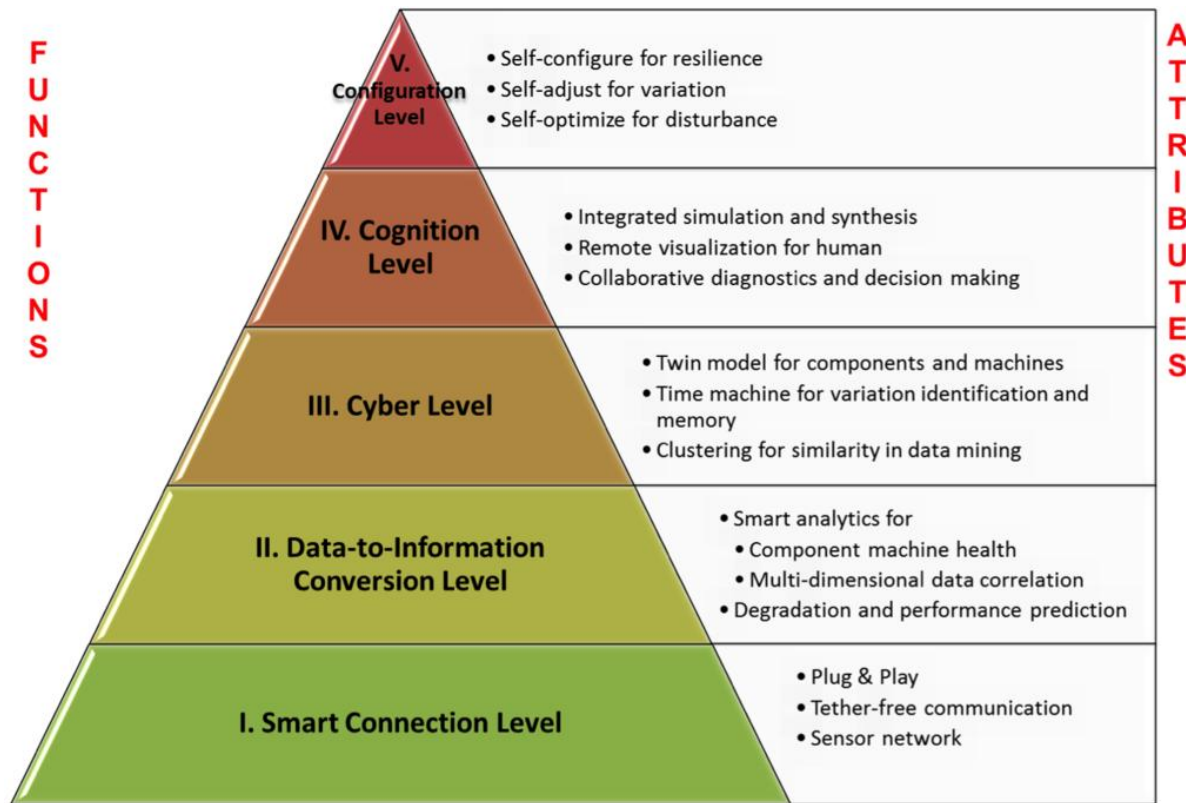 FUNCTIONS
ATTRIBUTES
V.
Configuration
Level
• Self-configure for resilience
• Self-adjust for variation
• Self-optimize for disturbance
IV. Cognition
Level
• Integrated simulation and synthesis
• Remote visualization for human
• Collaborative diagnostics and decision making
III. Cyber Level
• Twin model for components and machines
• Time machine for variation identification and
memory
• Clustering for similarity in data mining
II. Data-to-Information
Conversion Level
• Smart analytics for
• Component machine health
• Multi-dimensional data correlation
• Degradation and performance prediction
I. Smart Connection Level
• Plug & Play
• Tether-free communication
• Sensor network